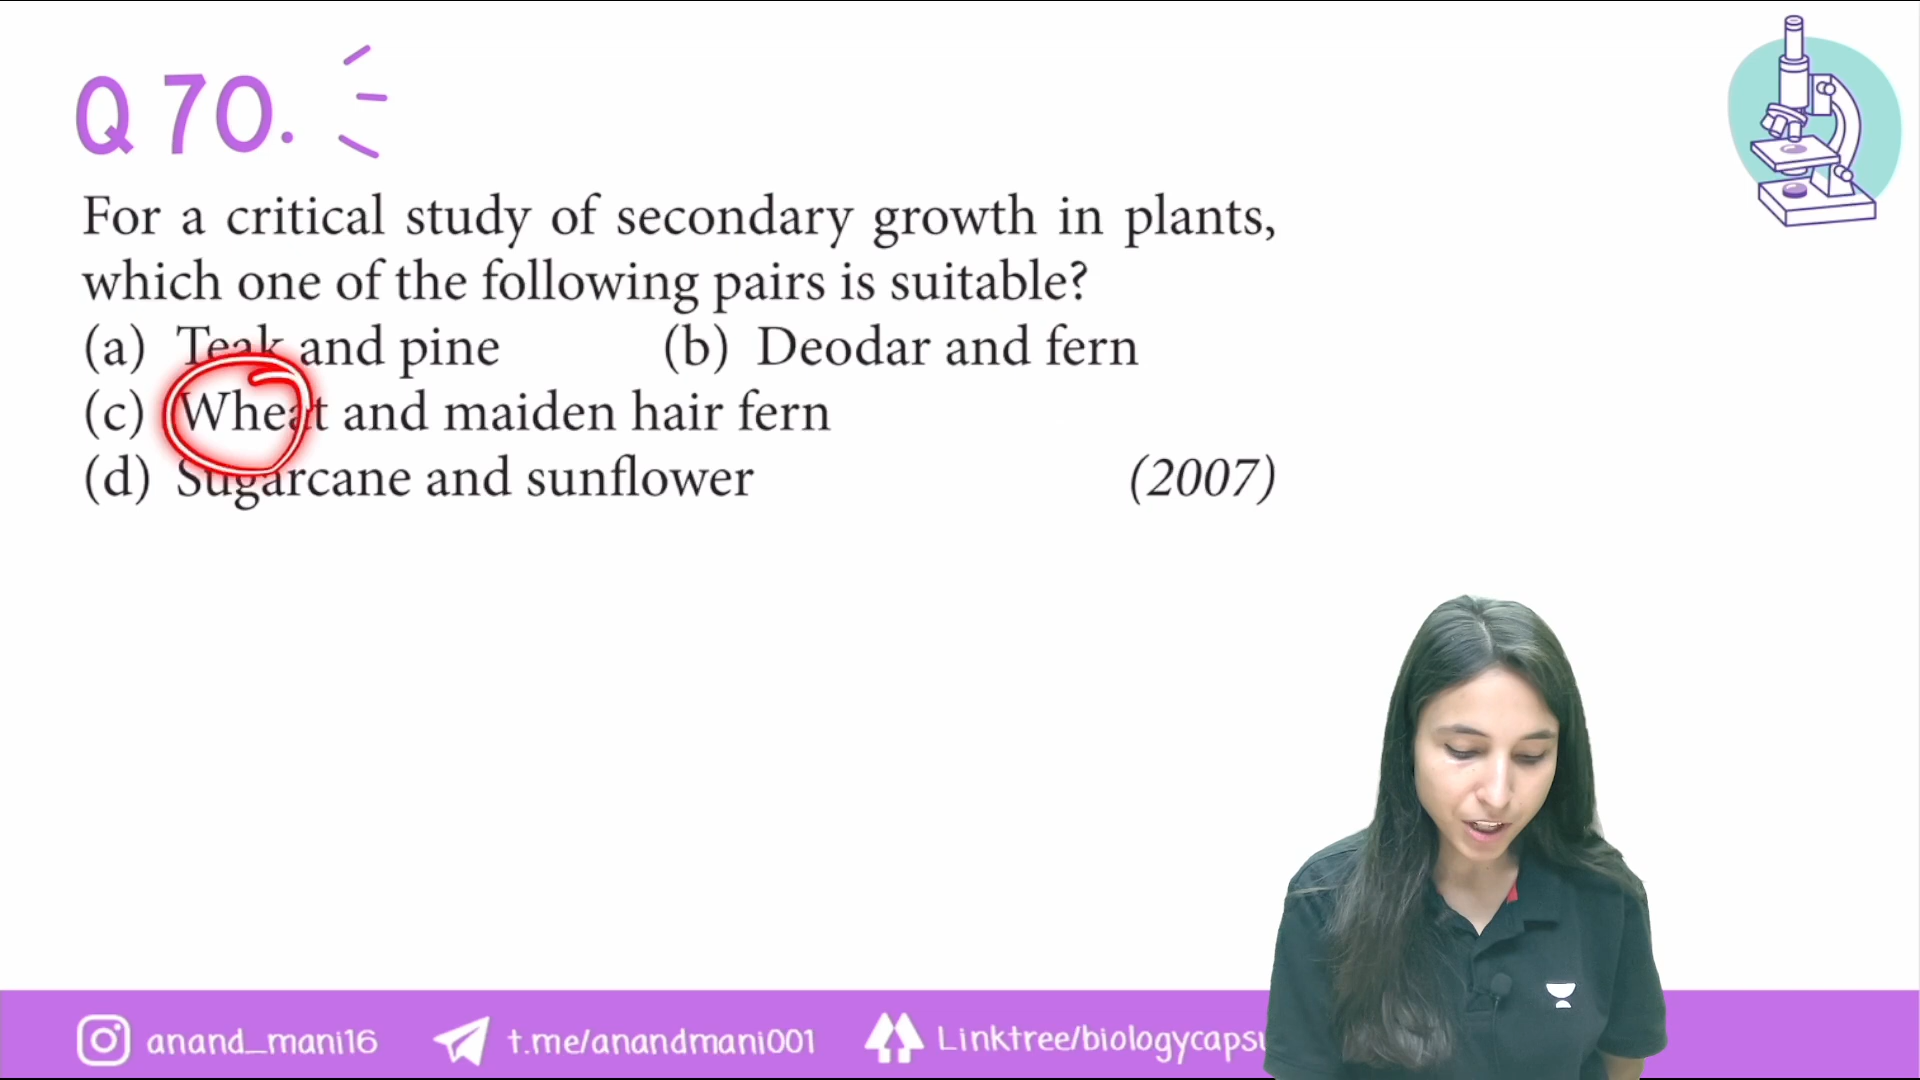 Q 70.
For a critical study of secondary growth in plants,
which one of the following pairs is suitable?
(a) Teak and pine (b) Deodar and fern
(c) Wheat and maiden hair fern
(d) Sugarcane and sunflower (2007)
anand_mani16 t.me/anandmani001 Linktree/biologycapsu